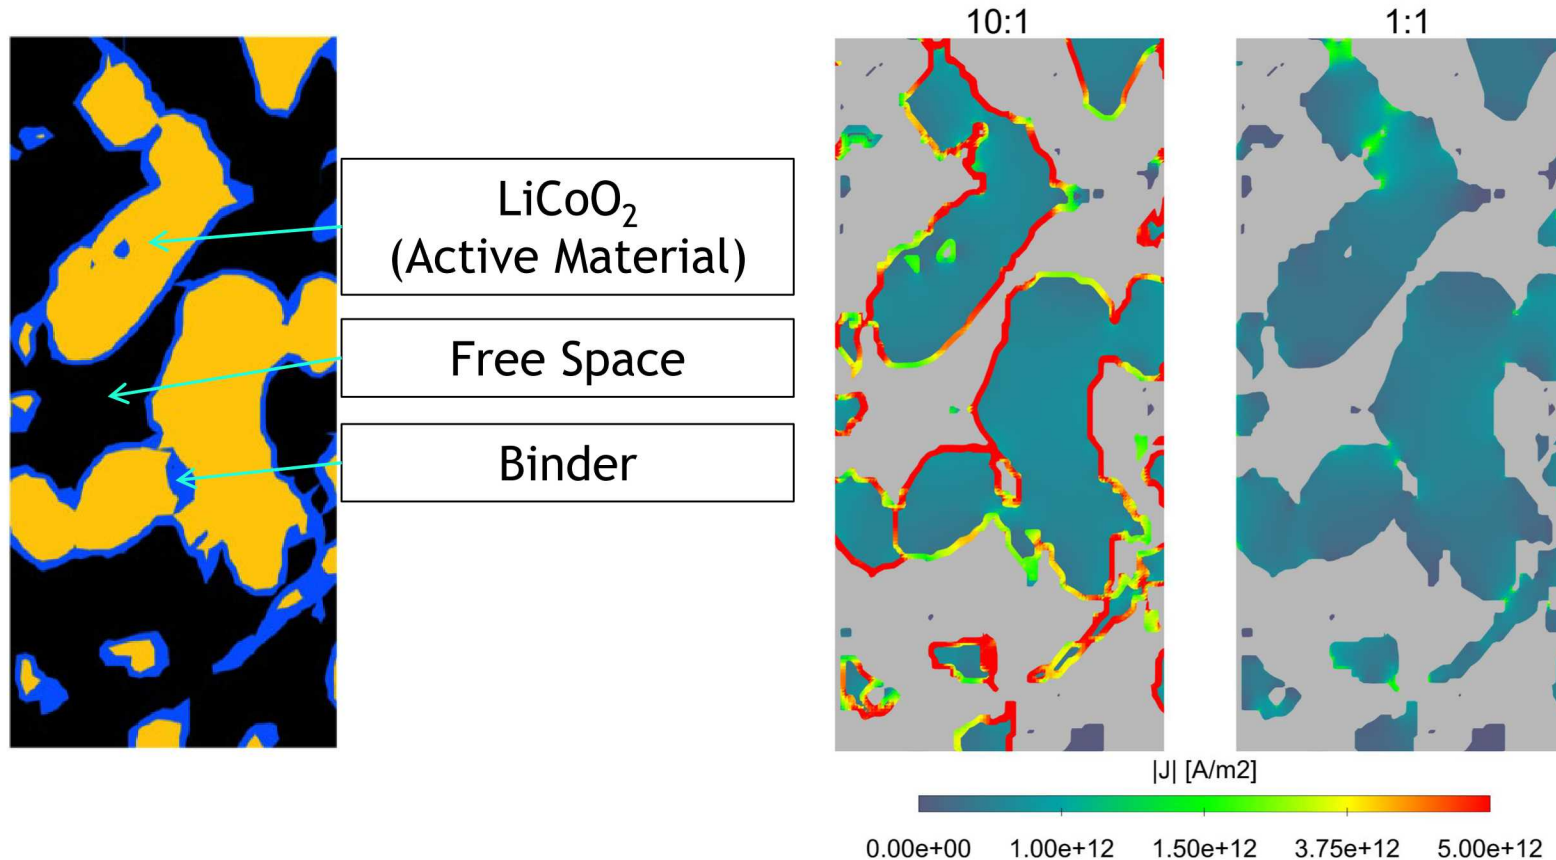 10:1
1:1
LiCoO₂
(Active Material)
Free Space
Binder
|J| [A/m2]
0.00e+00 1.00e+12 1.50e+12 3.75e+12 5.00e+12